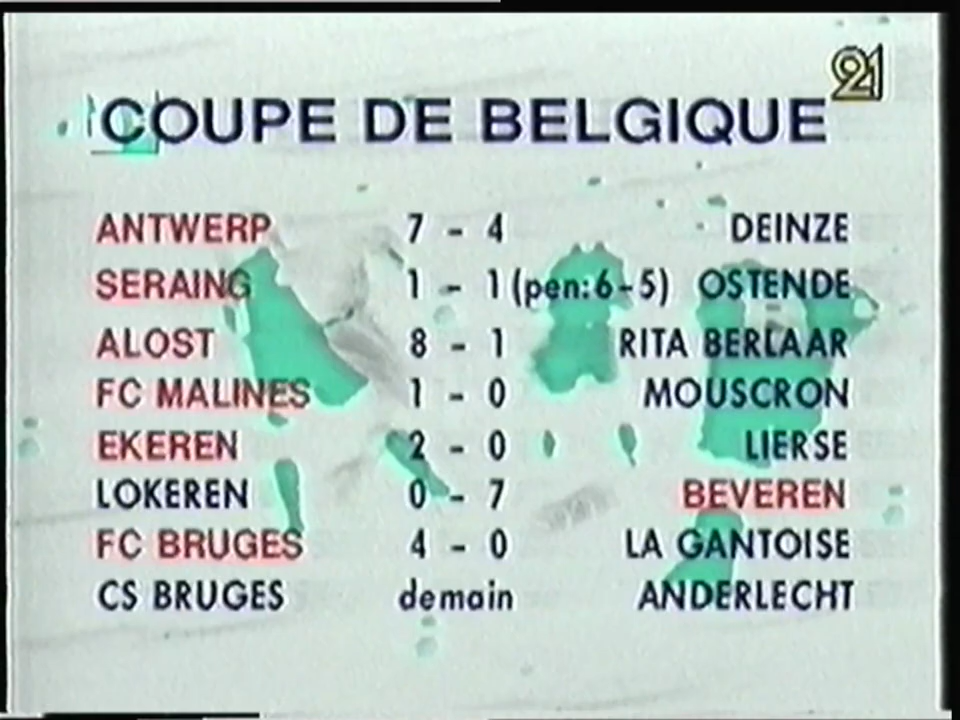 21
COUPE DE BELGIQUE
ANTWERP 7 - 4 DEINZE
SERAING 1 - 1 (pen:6-5) OSTENDE
ALOST 8 - 1 RITA BERLAAR
FC MALINES 1 - 0 MOUSCRON
EKEREN 2 - 0 LIERSE
LOKEREN 0 - 7 BEVEREN
FC BRUGES 4 - 0 LA GANTOISE
CS BRUGES demain ANDERLECHT